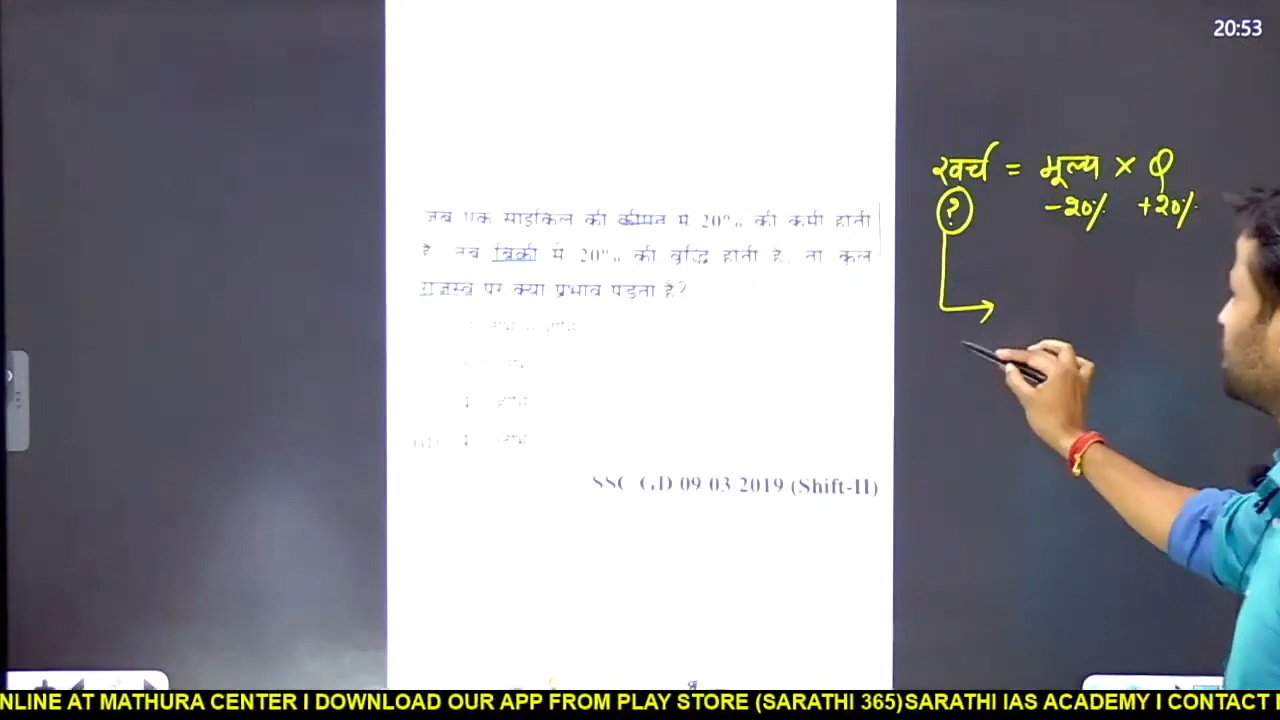 20:53
खर्च = मूल्य × Q
? -20% +20%
जब एक साइकिल की कीमत में 20% की कमी होती
है तब बिक्री में 20% की वृद्धि होती है, तो कुल
राजस्व पर क्या प्रभाव पड़ता है?
(d) 4
SSC GD 09 03 2019 (Shift-II)
NLINE AT MATHURA CENTER I DOWNLOAD OUR APP FROM PLAY STORE (SARATHI 365)SARATHI IAS ACADEMY I CONTACT